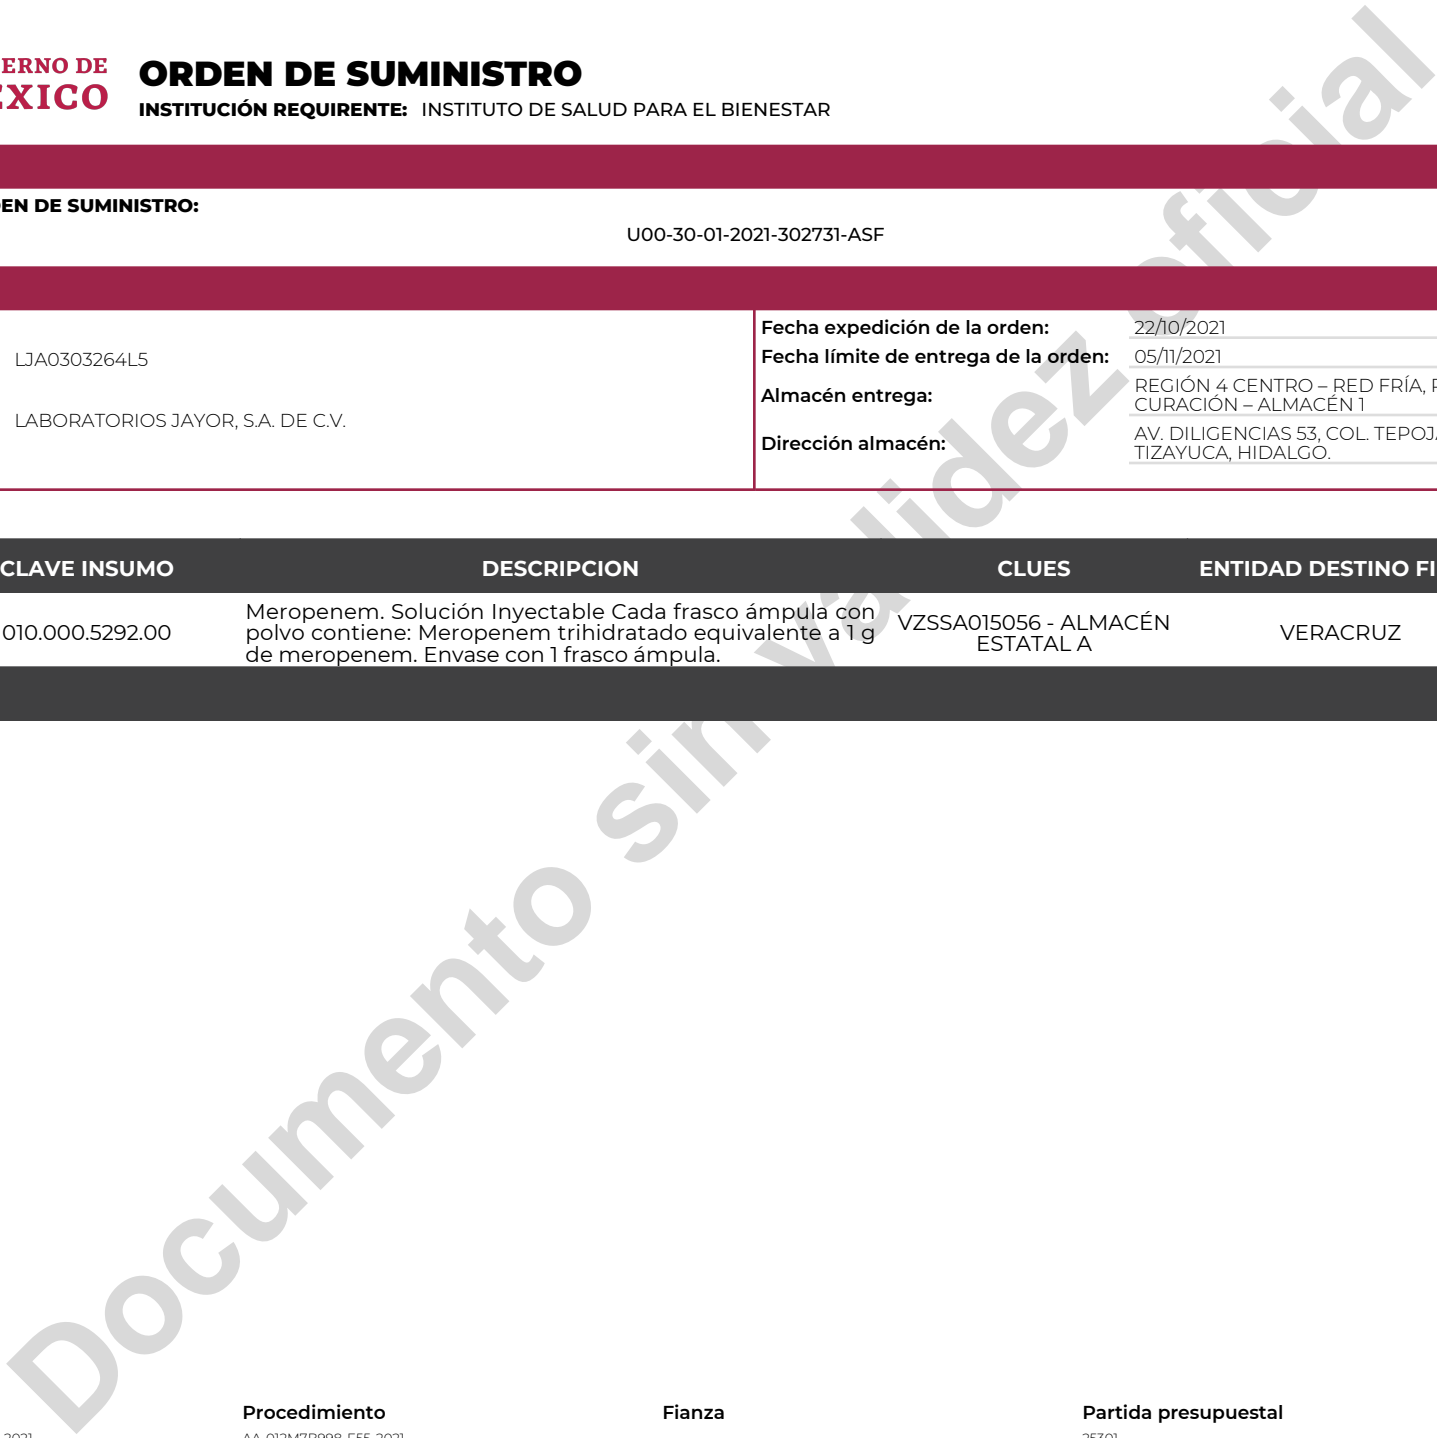 ERNO DE
EXICO
ORDEN DE SUMINISTRO
INSTITUCIÓN REQUIRENTE: INSTITUTO DE SALUD PARA EL BIENESTAR
EN DE SUMINISTRO:
U00-30-01-2021-302731-ASF
LJA0303264L5
LABORATORIOS JAYOR, S.A. DE C.V.
Fecha expedición de la orden: 22/10/2021
Fecha límite de entrega de la orden: 05/11/2021
Almacén entrega: REGIÓN 4 CENTRO – RED FRÍA,
CURACIÓN – ALMACÉN 1
Dirección almacén: AV. DILIGENCIAS 53, COL. TEPOJ
TIZAYUCA, HIDALGO.
CLAVE INSUMO DESCRIPCION CLUES ENTIDAD DESTINO FI
010.000.5292.00
Meropenem. Solución Inyectable Cada frasco ámpula con
polvo contiene: Meropenem trihidratado equivalente a 1 g
de meropenem. Envase con 1 frasco ámpula.
VZSSA015056 - ALMACÉN
ESTATAL A
VERACRUZ
Documento sin validez oficial
Procedimiento Fianza Partida presupuestal